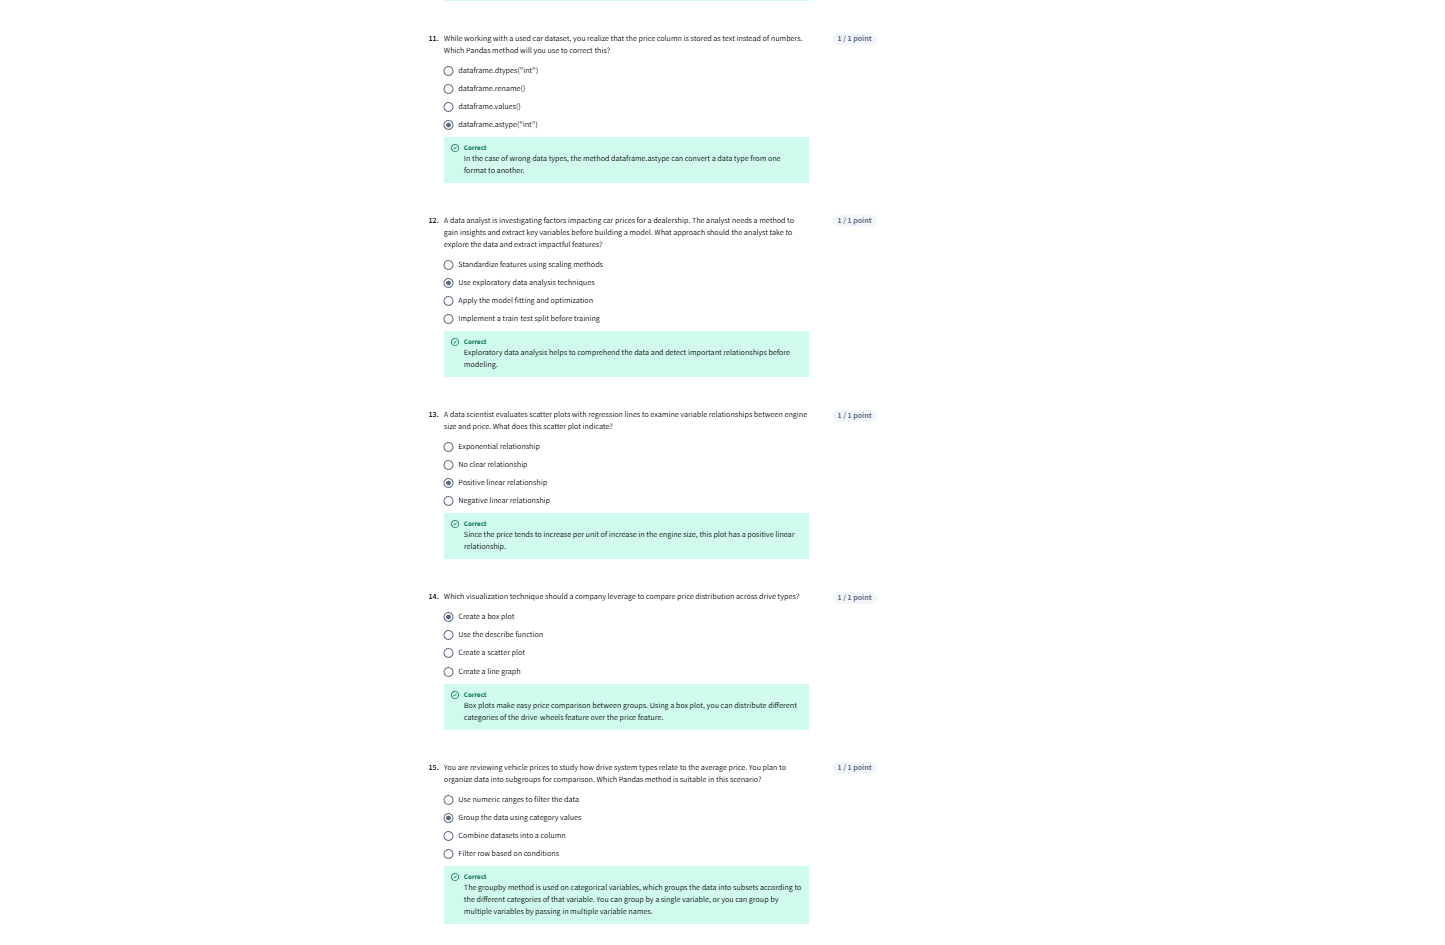 11. While working with a used car dataset, you realize that the price column is stored as text instead of numbers. 1 / 1 point
Which Pandas method will you use to correct this?
dataframe.dtypes("int")
dataframe.rename()
dataframe.values()
dataframe.astype("int")
Correct
In the case of wrong data types, the method dataframe.astype can convert a data type from one
format to another.
12. A data analyst is investigating factors impacting car prices for a dealership. The analyst needs a method to 1 / 1 point
gain insights and extract key variables before building a model. What approach should the analyst take to
explore the data and extract impactful features?
Standardize features using scaling methods
Use exploratory data analysis techniques
Apply the model fitting and optimization
Implement a train-test split before training
Correct
Exploratory data analysis helps to comprehend the data and detect important relationships before
modeling.
13. A data scientist evaluates scatter plots with regression lines to examine variable relationships between engine 1 / 1 point
size and price. What does this scatter plot indicate?
Exponential relationship
No clear relationship
Positive linear relationship
Negative linear relationship
Correct
Since the price tends to increase per unit of increase in the engine size, this plot has a positive linear
relationship.
14. Which visualization technique should a company leverage to compare price distribution across drive types? 1 / 1 point
Create a box plot
Use the describe function
Create a scatter plot
Create a line graph
Correct
Box plots make easy price comparison between groups. Using a box plot, you can distribute different
categories of the drive-wheels feature over the price feature.
15. You are reviewing vehicle prices to study how drive system types relate to the average price. You plan to 1 / 1 point
organize data into subgroups for comparison. Which Pandas method is suitable in this scenario?
Use numeric ranges to filter the data
Group the data using category values
Combine datasets into a column
Filter row based on conditions
Correct
The groupby method is used on categorical variables, which groups the data into subsets according to
the different categories of that variable. You can group by a single variable, or you can group by
multiple variables by passing in multiple variable names.